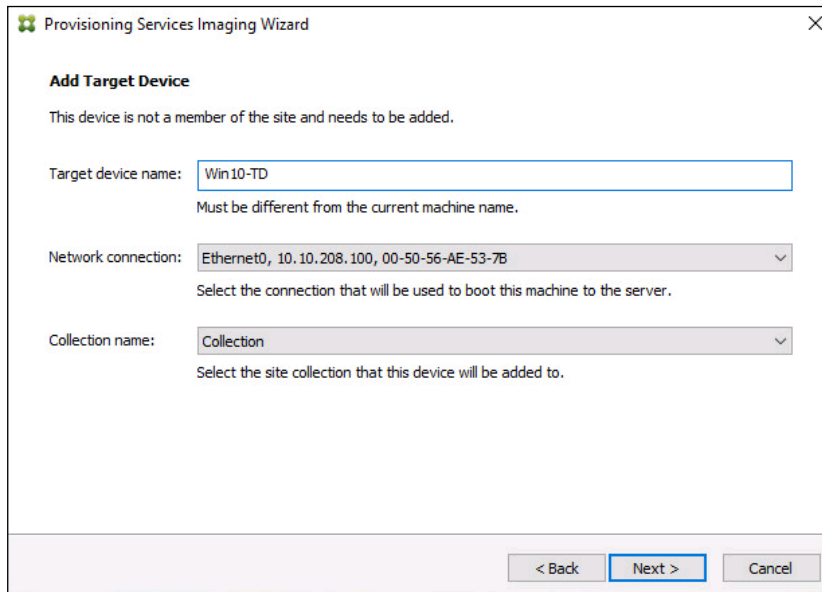 Provisioning Services Imaging Wizard
Add Target Device
This device is not a member of the site and needs to be added.
Target device name: Win10-TD
Must be different from the current machine name.
Network connection: Ethernet0, 10.10.208.100, 00-50-56-AE-53-7B
Select the connection that will be used to boot this machine to the server.
Collection name: Collection
Select the site collection that this device will be added to.
< Back Next > Cancel